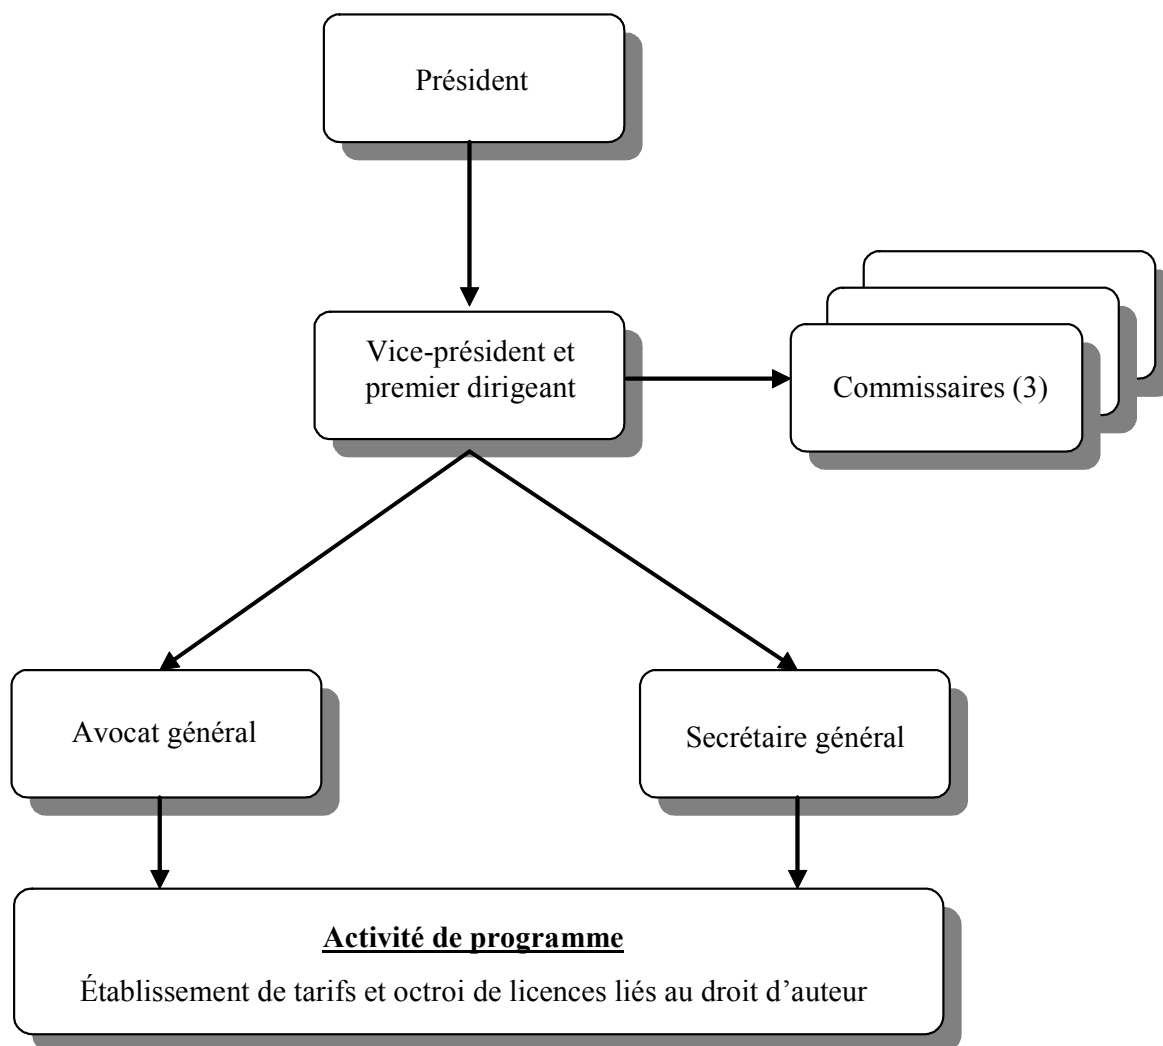 Président
Vice-président et
premier dirigeant
Commissaires (3)
Avocat général
Secrétaire général
Activité de programme
Établissement de tarifs et octroi de licences liés au droit d’auteur